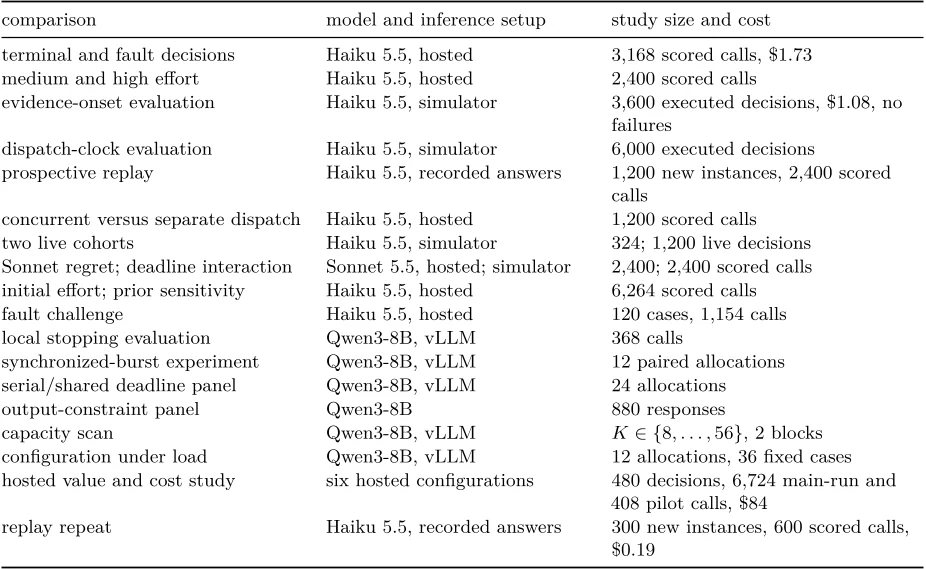 comparison model and inference setup study size and cost
terminal and fault decisions Haiku 5.5, hosted 3,168 scored calls, $1.73
medium and high effort Haiku 5.5, hosted 2,400 scored calls
evidence-onset evaluation Haiku 5.5, simulator 3,600 executed decisions, $1.08, no
failures
dispatch-clock evaluation Haiku 5.5, simulator 6,000 executed decisions
prospective replay Haiku 5.5, recorded answers 1,200 new instances, 2,400 scored
calls
concurrent versus separate dispatch Haiku 5.5, hosted 1,200 scored calls
two live cohorts Haiku 5.5, simulator 324; 1,200 live decisions
Sonnet regret; deadline interaction Sonnet 5.5, hosted; simulator 2,400; 2,400 scored calls
initial effort; prior sensitivity Haiku 5.5, hosted 6,264 scored calls
fault challenge Haiku 5.5, hosted 120 cases, 1,154 calls
local stopping evaluation Qwen3-8B, vLLM 368 calls
synchronized-burst experiment Qwen3-8B, vLLM 12 paired allocations
serial/shared deadline panel Qwen3-8B, vLLM 24 allocations
output-constraint panel Qwen3-8B 880 responses
capacity scan Qwen3-8B, vLLM K ∈ {8, . . . , 56}, 2 blocks
configuration under load Qwen3-8B, vLLM 12 allocations, 36 fixed cases
hosted value and cost study six hosted configurations 480 decisions, 6,724 main-run and
408 pilot calls, $84
replay repeat Haiku 5.5, recorded answers 300 new instances, 600 scored calls,
$0.19